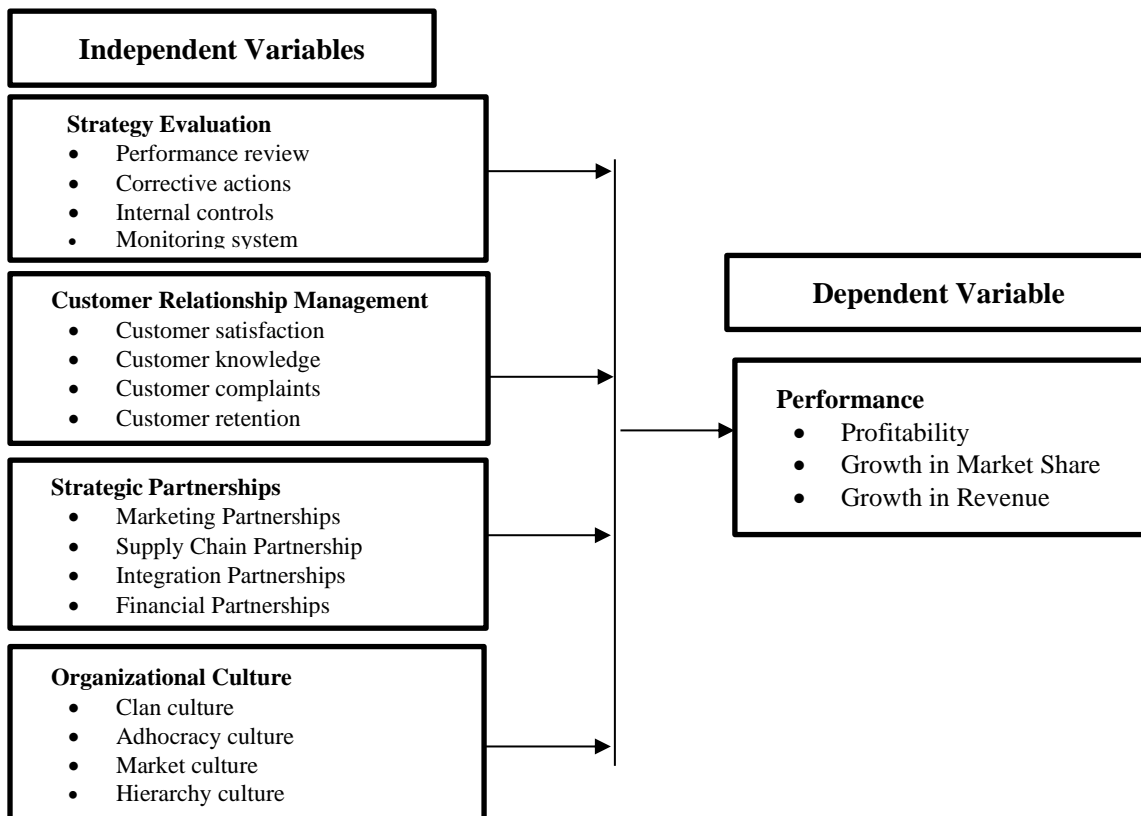 Independent Variables
Strategy Evaluation
• Performance review
• Corrective actions
• Internal controls
• Monitoring system
Customer Relationship Management
• Customer satisfaction
• Customer knowledge
• Customer complaints
• Customer retention
Strategic Partnerships
• Marketing Partnerships
• Supply Chain Partnership
• Integration Partnerships
• Financial Partnerships
Organizational Culture
• Clan culture
• Adhocracy culture
• Market culture
• Hierarchy culture
Dependent Variable
Performance
• Profitability
• Growth in Market Share
• Growth in Revenue